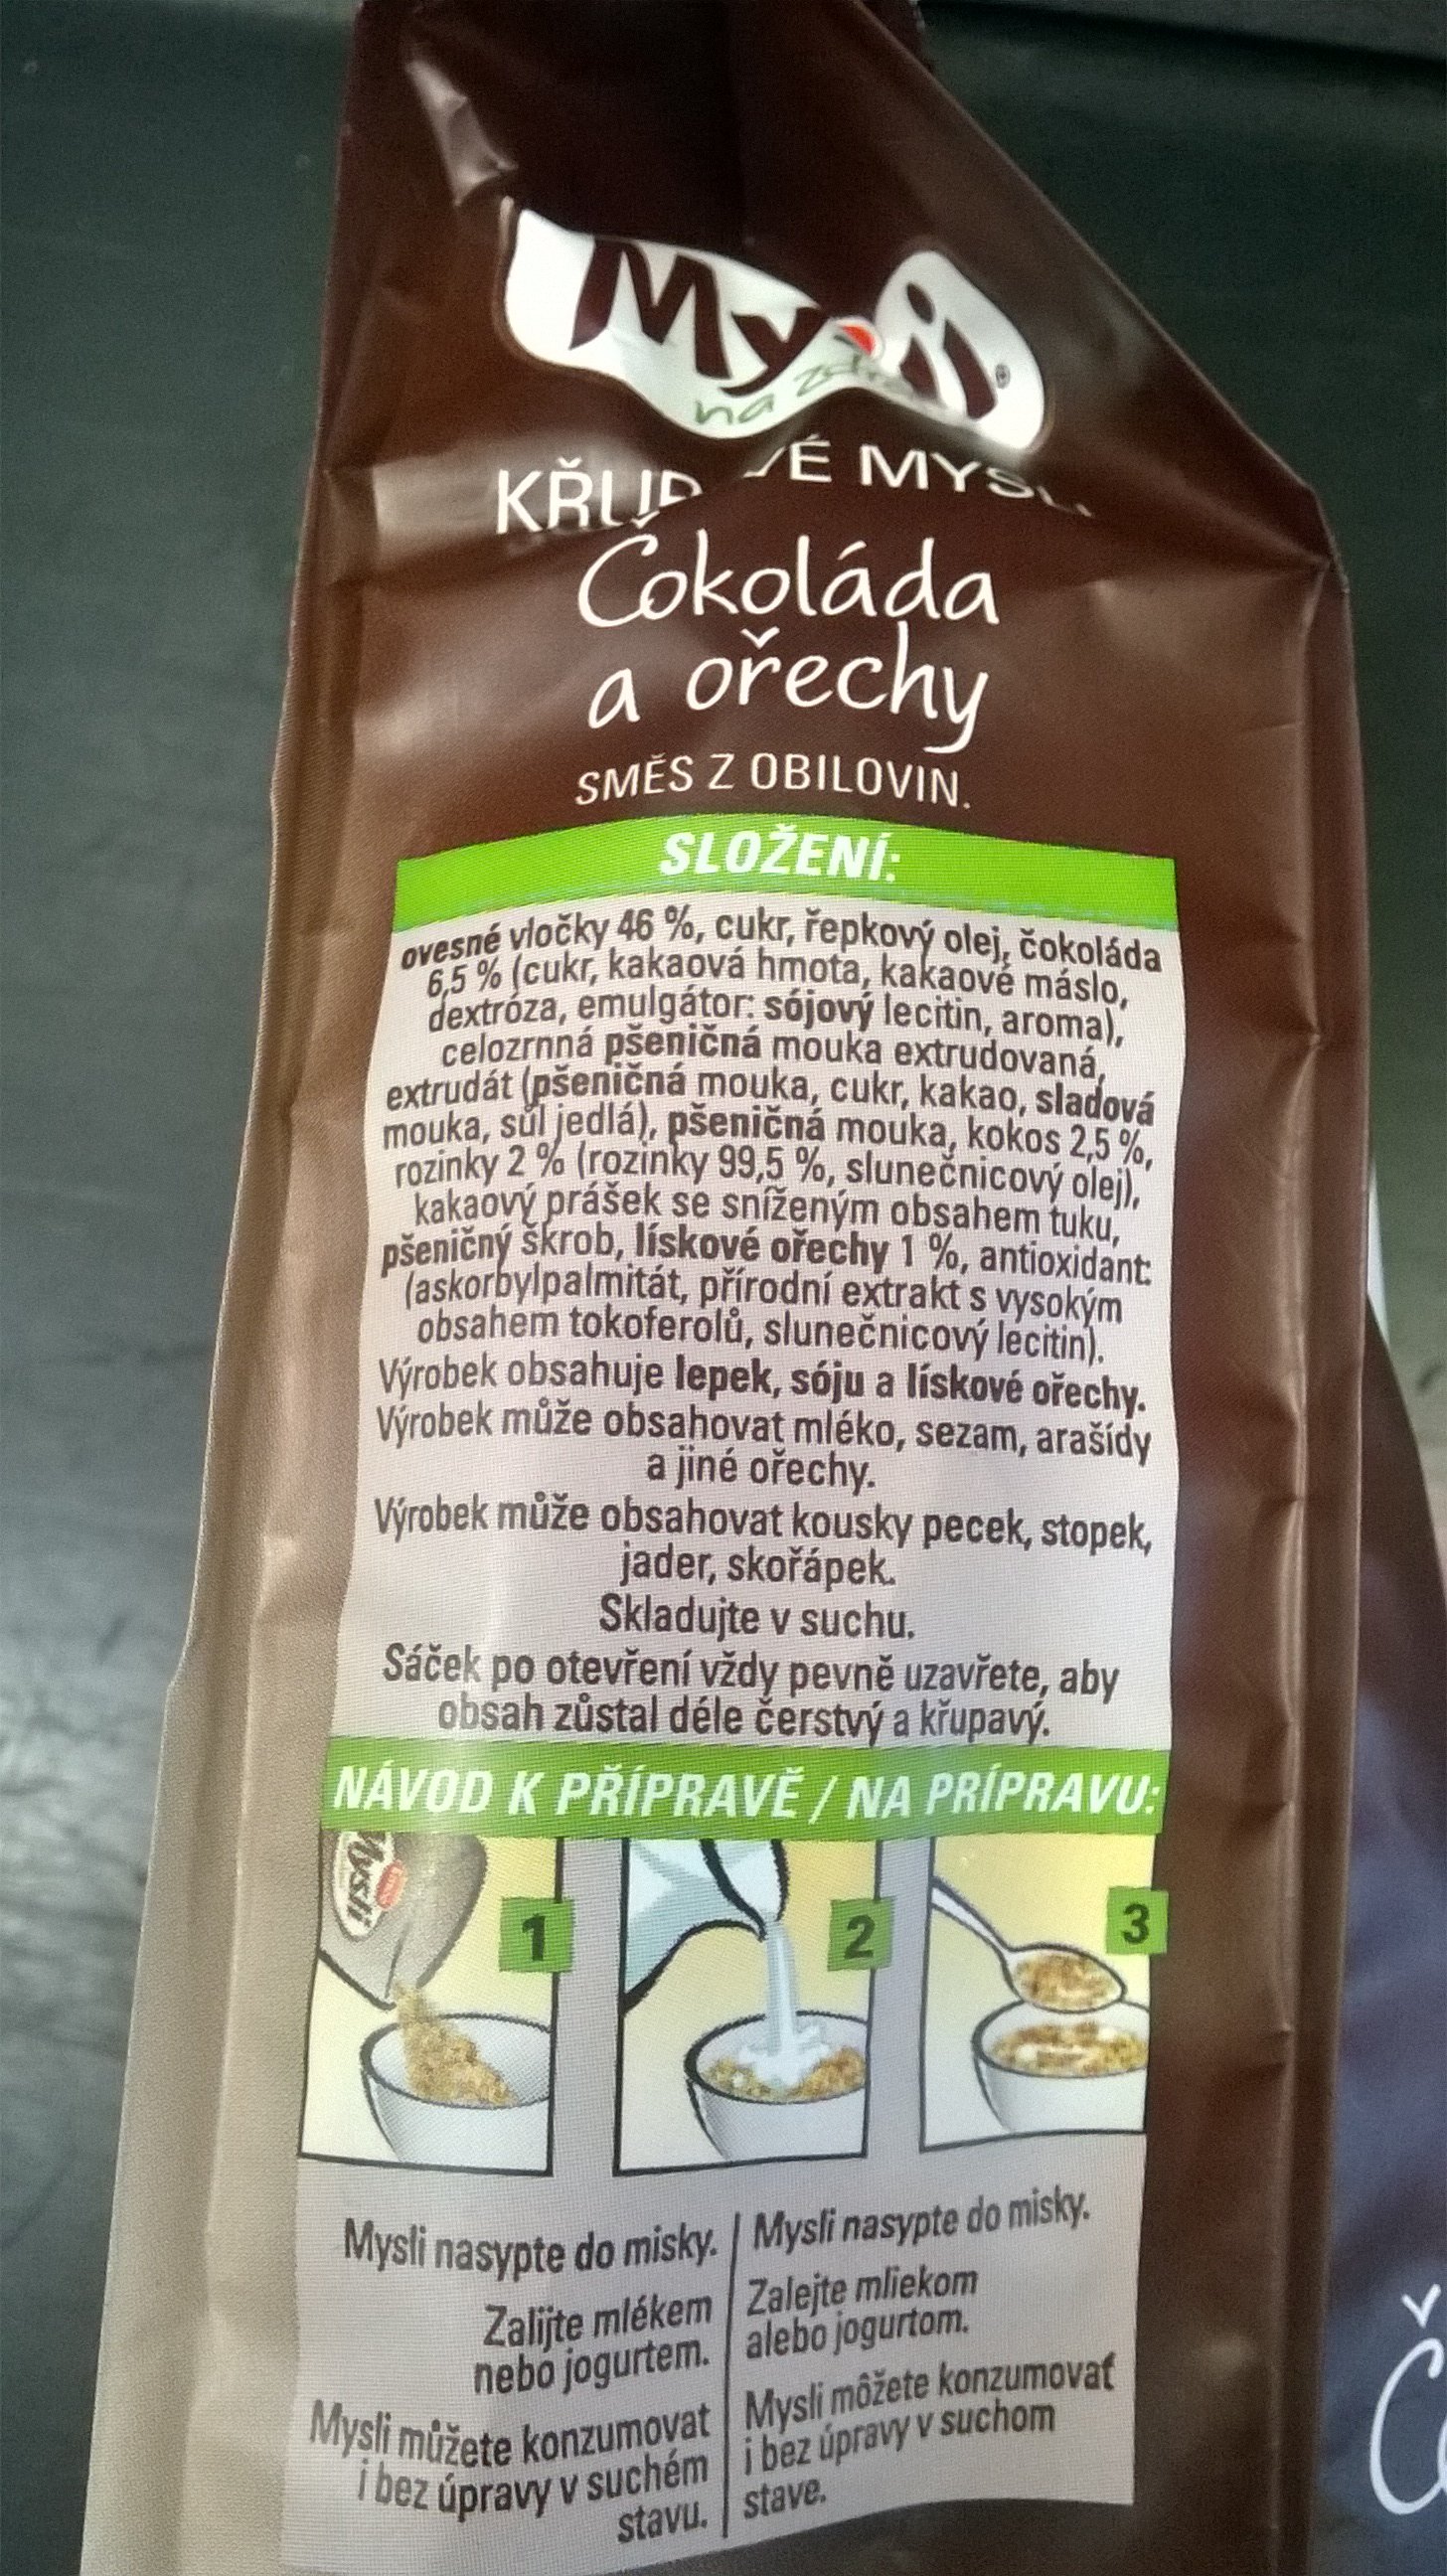 na
Čokoláda
a ořechy
SMĚS Z OBILOVIN.
SLOŽENÍ:
ovesné vločky 46 %, cukr, řepkový olej, čokoláda
6,5 % (cukr, kakaová hmota, kakaové máslo,
dextróza, emulgátor: sójový lecitin, aroma),
celozrnná pšeničná mouka extrudovaná,
extrudát (pšeničná mouka, cukr, kakao, sladová
mouka, sůl jedlá), pšeničná mouka, kokos 2,5 %,
rozinky 2 % (rozinky 99,5 %, slunečnicový olej),
kakaový prášek se sníženým obsahem tuku,
pšeničný škrob, lískové ořechy 1 %, antioxidant:
(askorbylpalmitát, přírodní extrakt s vysokým
obsahem tokoferolů, slunečnicový lecitin).
Výrobek obsahuje lepek, sóju a lískové ořechy.
Výrobek může obsahovat mléko, sezam, arašídy
a jiné ořechy.
Výrobek může obsahovat kousky pecek, stopek,
jader, skořápek.
Skladujte v suchu.
Sáček po otevření vždy pevně uzavřete, aby
obsah zůstal déle čerstvý a křupavý.
NÁVOD K PŘÍPRAVĚ / NA PRÍPRAVU:
Mysli
1
2
3
Mysli nasypte do misky.
Zalijte mlékem
nebo jogurtem.
Mysli můžete konzumovat
i bez úpravy v suchém
stavu.
Mysli nasypte do misky.
Zalejte mliekom
alebo jogurtom.
Mysli môžete konzumovať
i bez úpravy v suchom
stave.